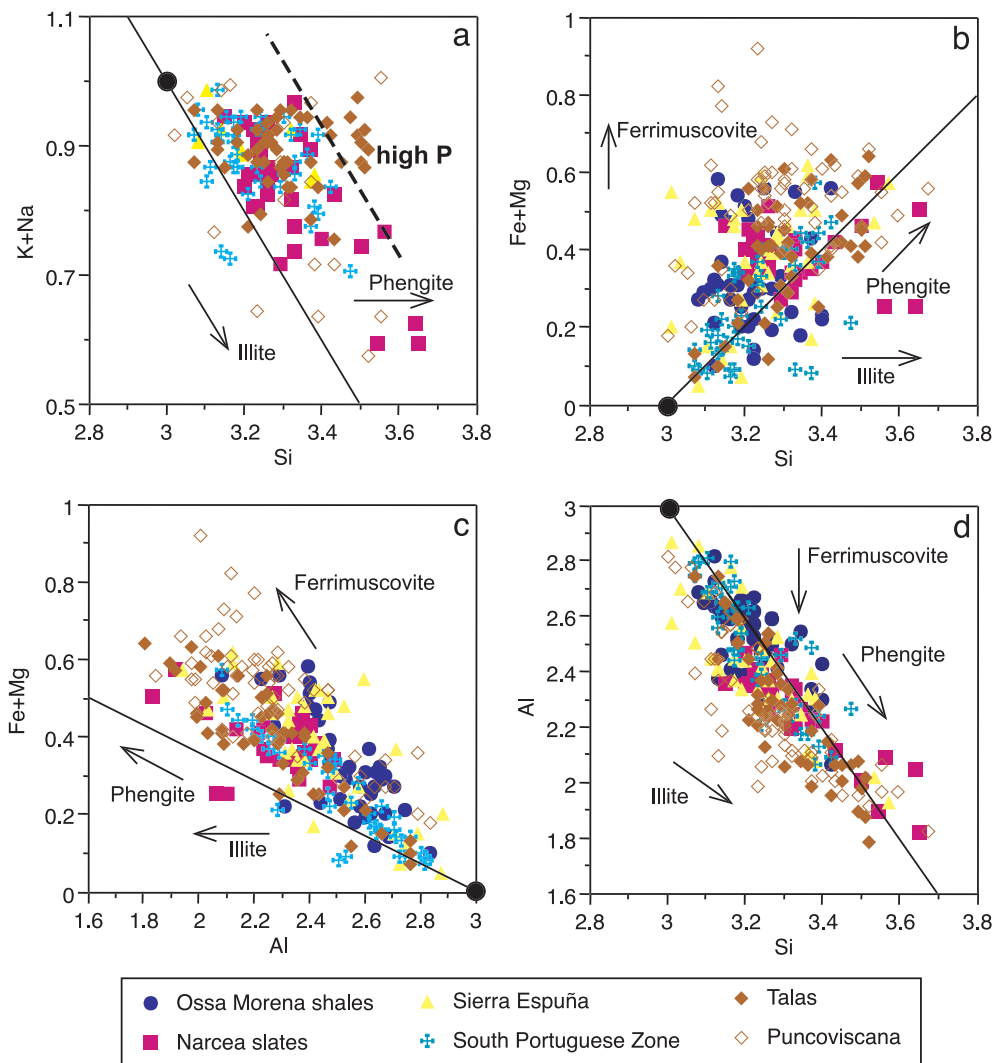 a
1.1
0.9
0.7
0.5
K+Na
high P
Phengite
Illite
2.8 3 3.2 3.4 3.6 3.8
Si
b
1
0.8
0.6
0.4
0.2
0
Fe+Mg
Ferrimuscovite
Phengite
Illite
2.8 3 3.2 3.4 3.6 3.8
Si
c
1
0.8
0.6
0.4
0.2
0
Fe+Mg
Ferrimuscovite
Phengite
Illite
1.6 1.8 2 2.2 2.4 2.6 2.8 3
Al
d
3
2.8
2.6
2.4
2.2
2
1.8
1.6
Al
Ferrimuscovite
Phengite
Illite
2.8 3 3.2 3.4 3.6 3.8
Si
Ossa Morena shales
Sierra Espuña
Talas
Narcea slates
South Portuguese Zone
Puncoviscana